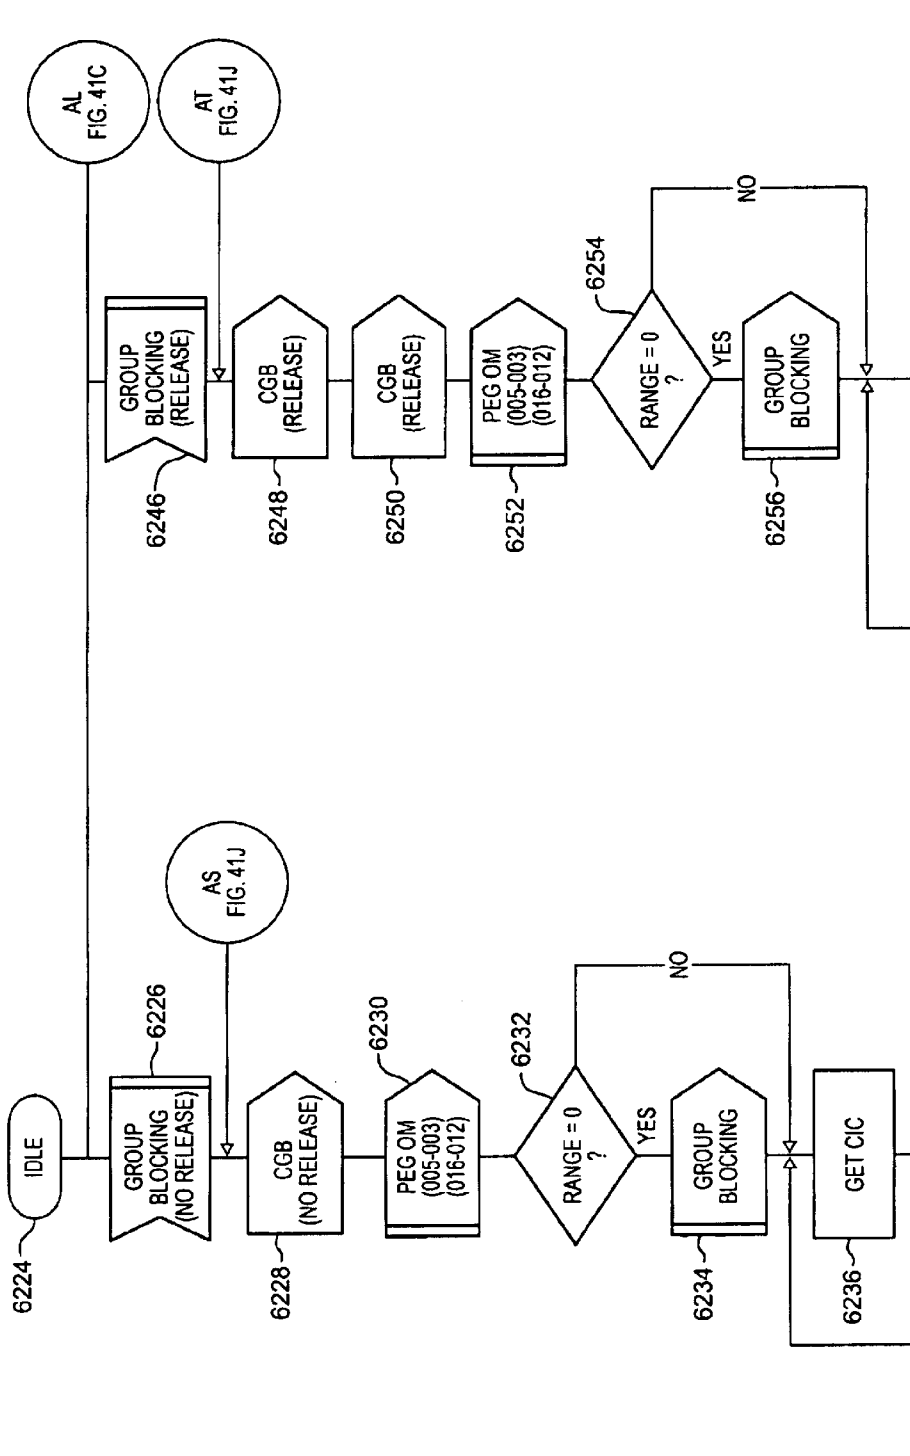 6224
IDLE
AL
FIG. 41C
6226
GROUP
BLOCKING
(NO RELEASE)
AS
FIG. 41J
6228
CGB
(NO RELEASE)
6230
PEG OM
(005-003)
(016-012)
6232
RANGE = 0
?
YES
NO
6234
GROUP
BLOCKING
6236
GET CIC
6246
GROUP
BLOCKING
(RELEASE)
AT
FIG. 41J
6248
CGB
(RELEASE)
6250
CGB
(RELEASE)
6252
PEG OM
(005-003)
(016-012)
6254
RANGE = 0
?
YES
NO
6256
GROUP
BLOCKING